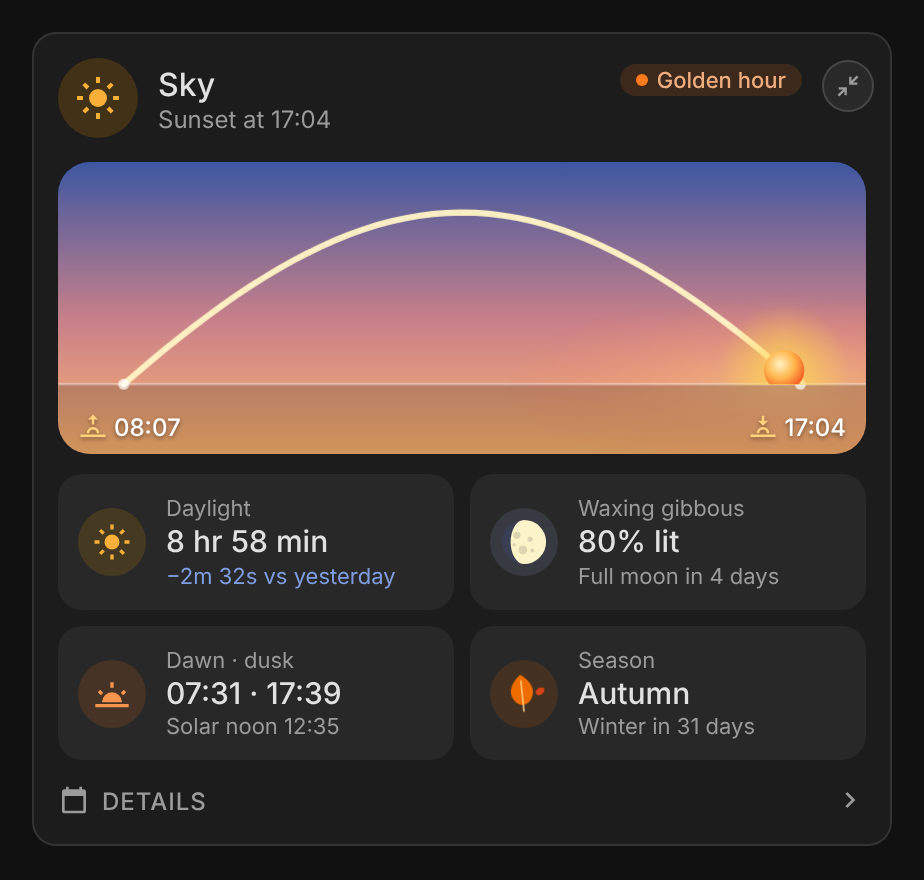 Sky
Sunset at 17:04
Golden hour
08:07
17:04
Daylight
8 hr 58 min
−2m 32s vs yesterday
Waxing gibbous
80% lit
Full moon in 4 days
Dawn · dusk
07:31 · 17:39
Solar noon 12:35
Season
Autumn
Winter in 31 days
DETAILS